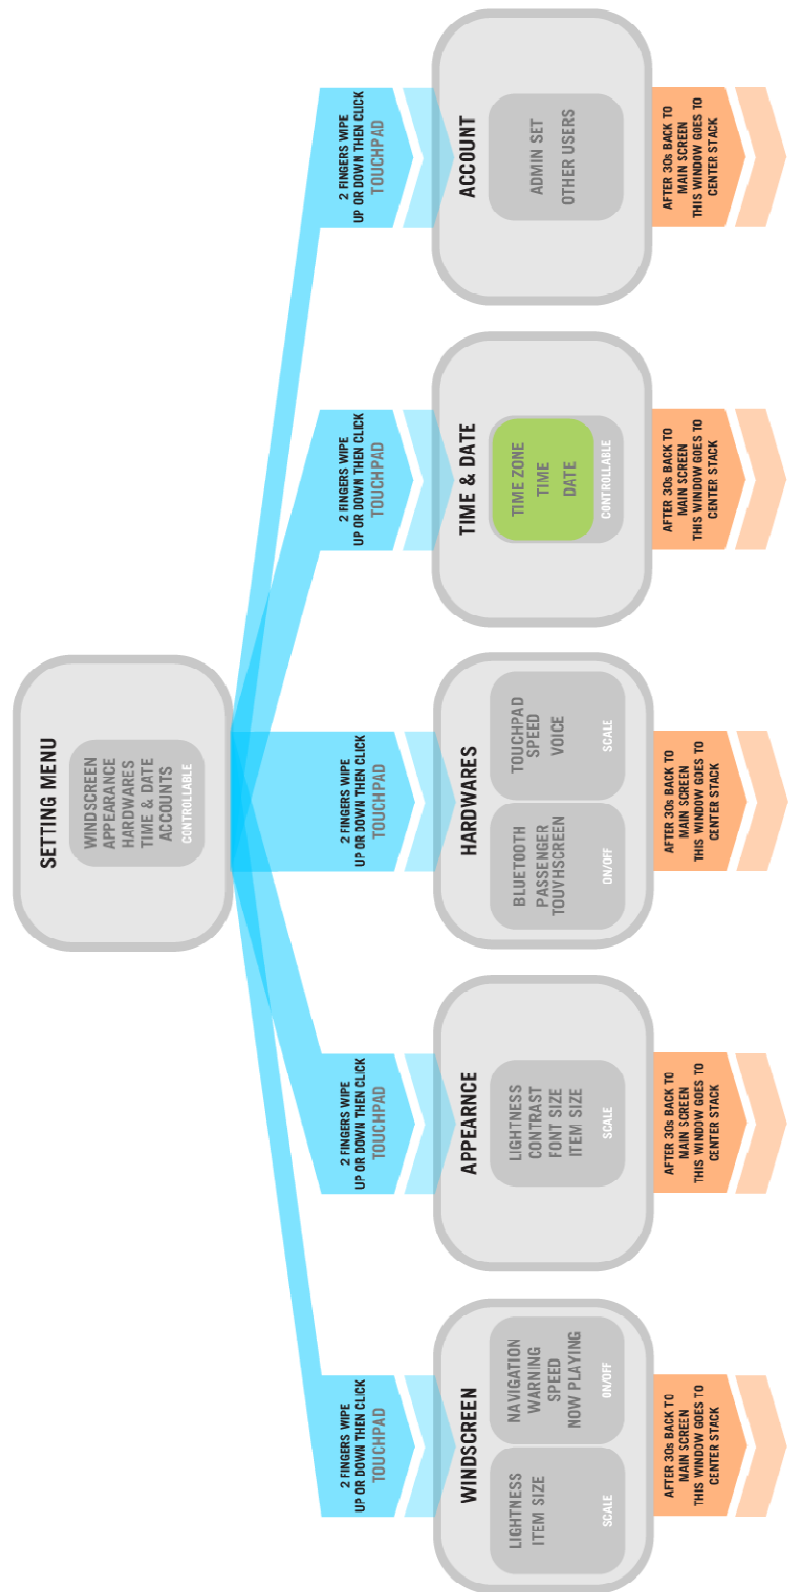 SETTING MENU
WINDSCREEN
APPEARANCE
HARDWARES
TIME & DATE
ACCOUNTS
CONTROLLABLE
2 FINGERS WIPE
UP OR DOWN THEN CLICK
TOUCHPAD
2 FINGERS WIPE
UP OR DOWN THEN CLICK
TOUCHPAD
2 FINGERS WIPE
UP OR DOWN THEN CLICK
TOUCHPAD
2 FINGERS WIPE
UP OR DOWN THEN CLICK
TOUCHPAD
2 FINGERS WIPE
UP OR DOWN THEN CLICK
TOUCHPAD
WINDSCREEN
LIGHTNESS
ITEM SIZE
SCALE
NAVIGATION
WARNING
SPEED
NOW PLAYING
ON/OFF
APPEARNCE
LIGHTNESS
CONTRAST
FONT SIZE
ITEM SIZE
SCALE
HARDWARES
BLUETOOTH
PASSENGER
TOUVHSCREEN
ON/OFF
TOUCHPAD
SPEED
VOICE
SCALE
TIME & DATE
TIME ZONE
TIME
DATE
CONTROLLABLE
ACCOUNT
ADMIN SET
OTHER USERS
AFTER 30s BACK TO
MAIN SCREEN
THIS WINDOW GOES TO
CENTER STACK
AFTER 30s BACK TO
MAIN SCREEN
THIS WINDOW GOES TO
CENTER STACK
AFTER 30s BACK TO
MAIN SCREEN
THIS WINDOW GOES TO
CENTER STACK
AFTER 30s BACK TO
MAIN SCREEN
THIS WINDOW GOES TO
CENTER STACK
AFTER 30s BACK TO
MAIN SCREEN
THIS WINDOW GOES TO
CENTER STACK